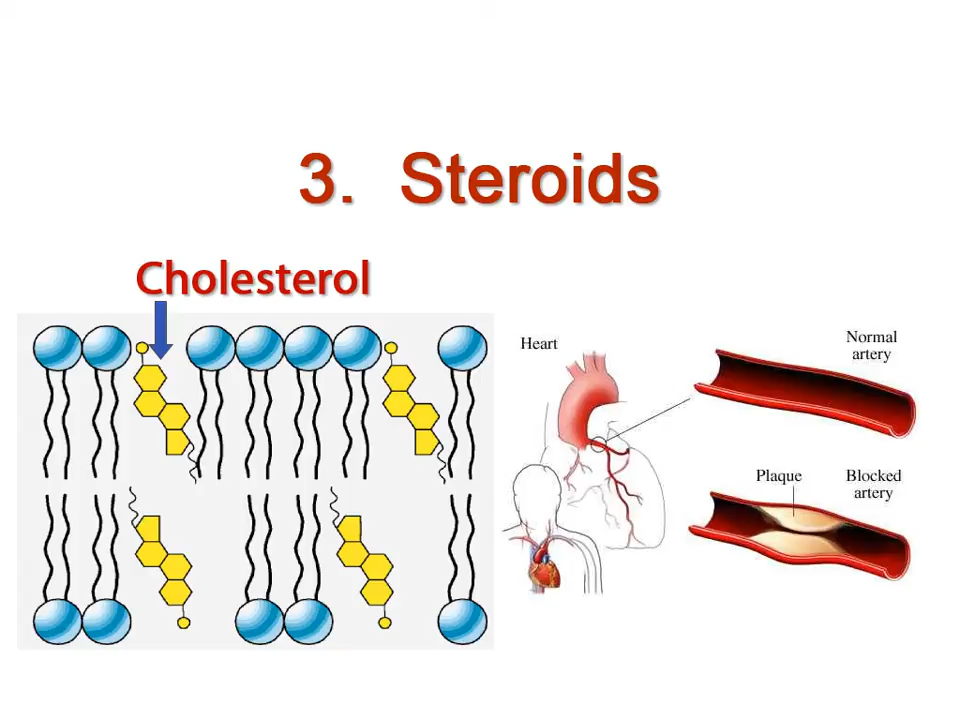 3. Steroids
Cholesterol
Heart
Normal
artery
Plaque
Blocked
artery